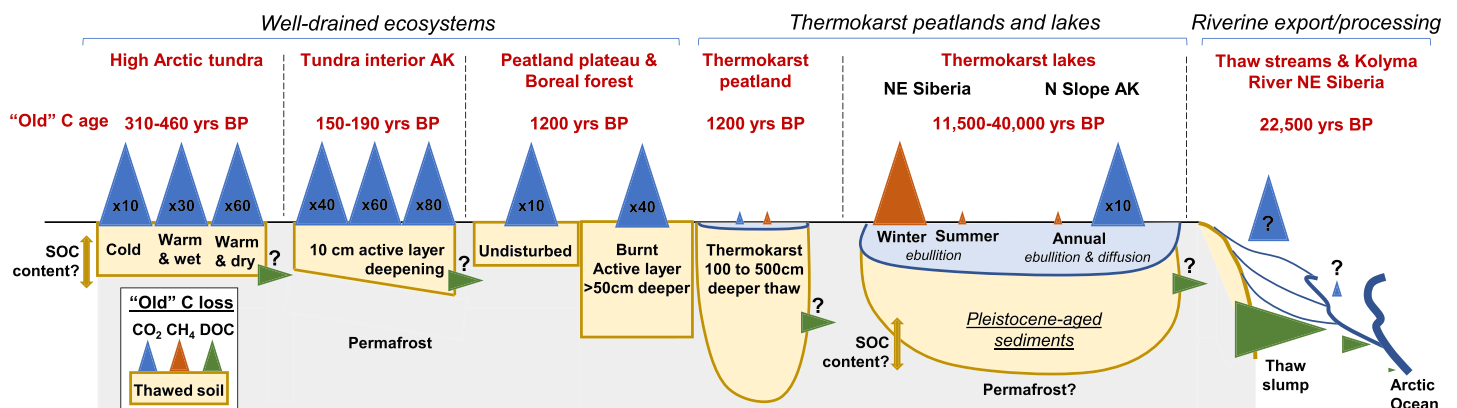 Well-drained ecosystems
Thermokarst peatlands and lakes
Riverine export/processing
High Arctic tundra
Tundra interior AK
Peatland plateau &
Boreal forest
Thermokarst
peatland
Thermokarst lakes
NE Siberia
N Slope AK
Thaw streams & Kolyma
River NE Siberia
“Old” C age
310-460 yrs BP
150-190 yrs BP
1200 yrs BP
1200 yrs BP
11,500-40,000 yrs BP
22,500 yrs BP
x10
x30
x60
x40
x60
x80
x10
x40
x10
?
SOC
content?
Cold
Warm
& wet
Warm
& dry
?
10 cm active layer
deepening
?
Undisturbed
Burnt
Active layer
>50cm deeper
Thermokarst
100 to 500cm
deeper thaw
?
Winter
Summer
ebullition
Annual
ebullition & diffusion
?
?
Pleistocene-aged
sediments
SOC
content?
Permafrost
Permafrost?
“Old” C loss
CO2 CH4 DOC
Thawed soil
Thaw
slump
Arctic
Ocean